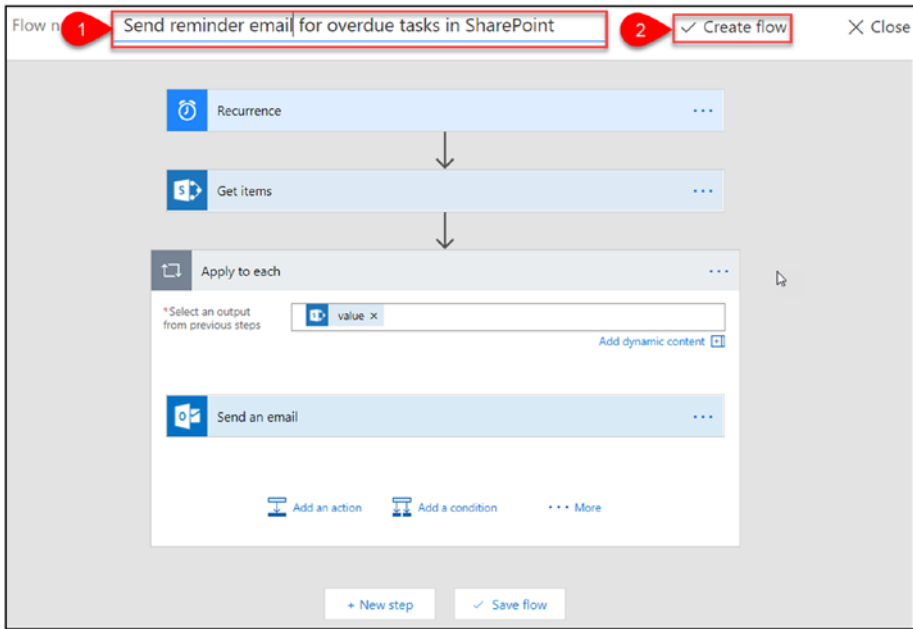 Flow n 1 Send reminder email for overdue tasks in SharePoint 2 Create flow Close
Recurrence
Get items
Apply to each
*Select an output
from previous steps
value
Add dynamic content
Send an email
Add an action Add a condition More
+ New step Save flow